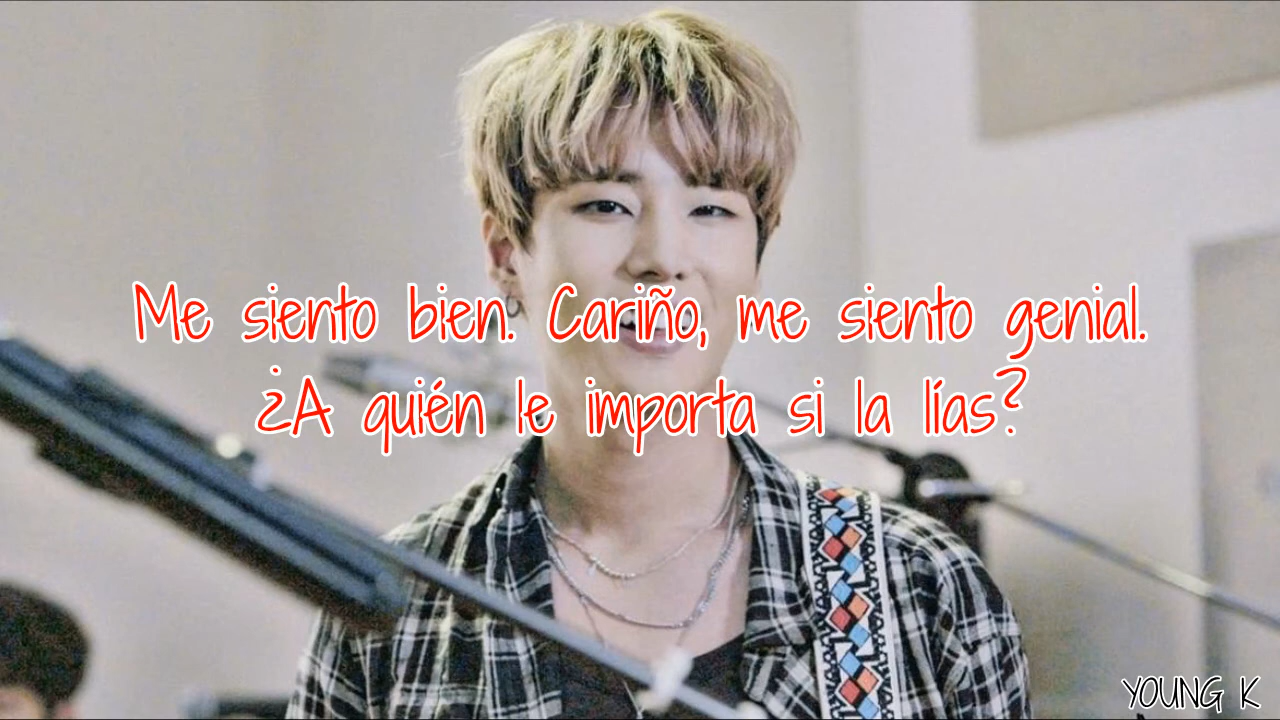 Me siento bien. Cariño, me siento genial.
¿A quién le importa si la lías?
YOUNG K